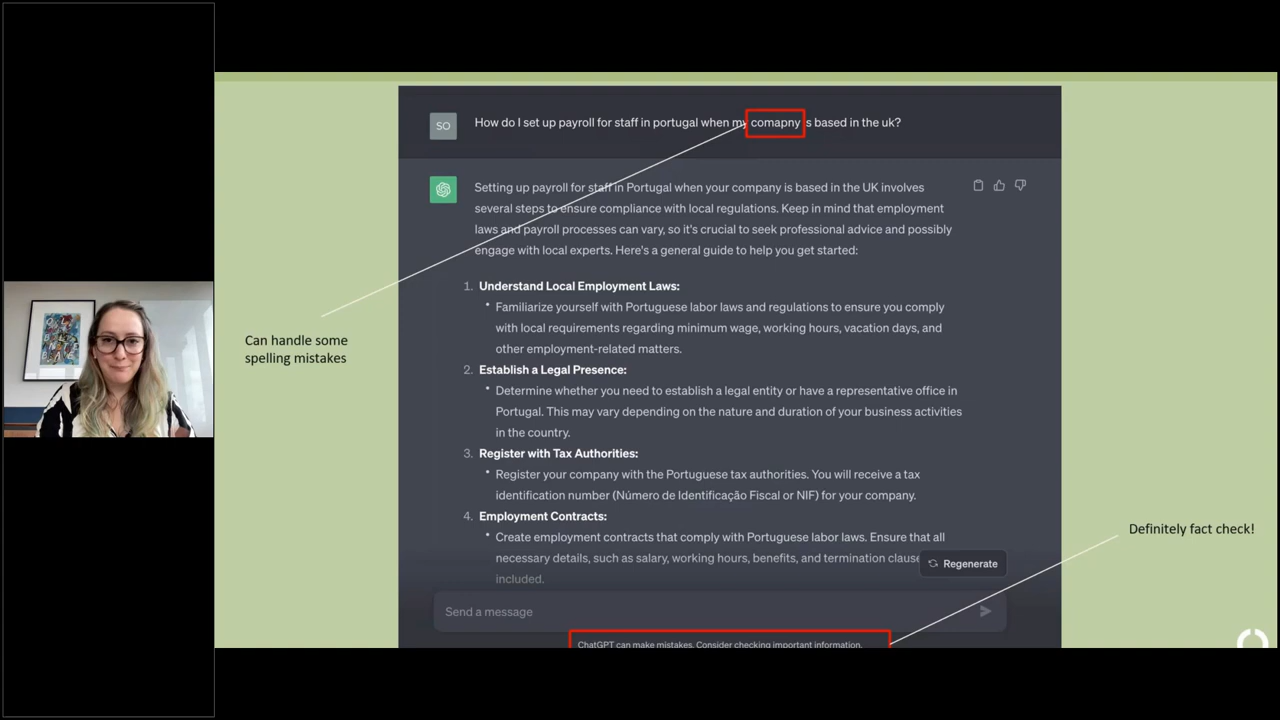 SO
How do I set up payroll for staff in portugal when my comapny is based in the uk?
Setting up payroll for staff in Portugal when your company is based in the UK involves
several steps to ensure compliance with local regulations. Keep in mind that employment
laws and payroll processes can vary, so it's crucial to seek professional advice and possibly
engage with local experts. Here's a general guide to help you get started:
1. Understand Local Employment Laws:
• Familiarize yourself with Portuguese labor laws and regulations to ensure you comply
with local requirements regarding minimum wage, working hours, vacation days, and
other employment-related matters.
Can handle some
spelling mistakes
2. Establish a Legal Presence:
• Determine whether you need to establish a legal entity or have a representative office in
Portugal. This may vary depending on the nature and duration of your business activities
in the country.
3. Register with Tax Authorities:
• Register your company with the Portuguese tax authorities. You will receive a tax
identification number (Número de Identificação Fiscal or NIF) for your company.
4. Employment Contracts:
• Create employment contracts that comply with Portuguese labor laws. Ensure that all
necessary details, such as salary, working hours, benefits, and termination clause
included.
Definitely fact check!
Regenerate
Send a message
ChatGPT can make mistakes. Consider checking important information.